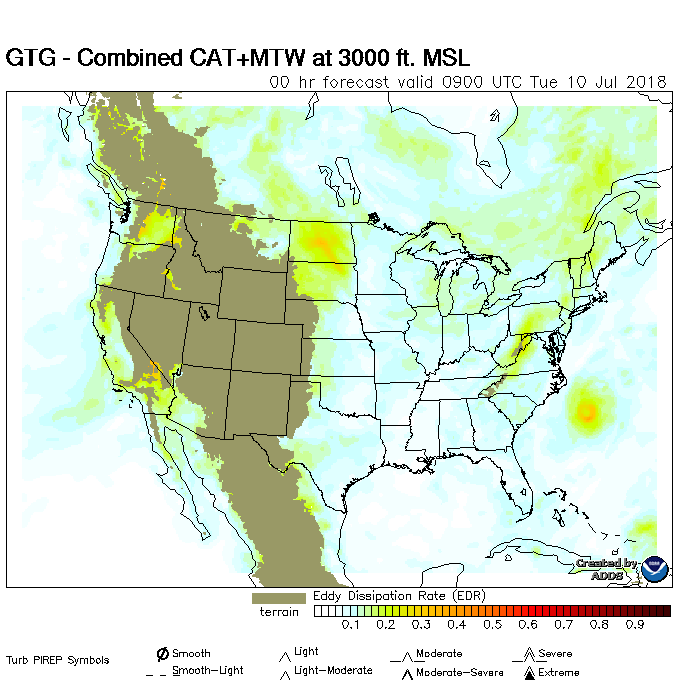 GTG - Combined CAT+MTW at 3000 ft. MSL
00 hr forecast valid 0900 UTC Tue 10 Jul 2018
Created by
ADDS
Eddy Dissipation Rate (EDR)
terrain
0.1 0.2 0.3 0.4 0.5 0.6 0.7 0.8 0.9
Turb PIREP Symbols
Smooth Light Moderate Severe
Smooth-Light Light-Moderate Moderate-Severe Extreme